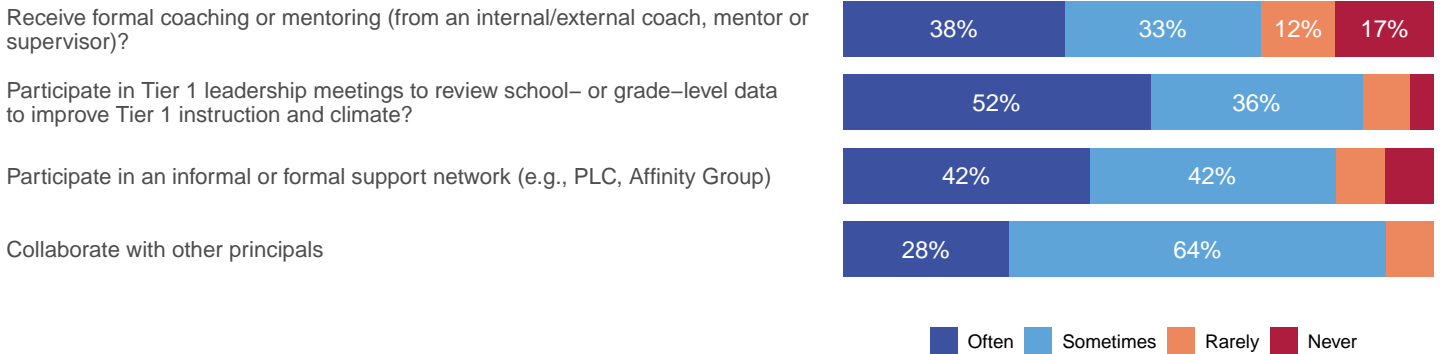 Receive formal coaching or mentoring (from an internal/external coach, mentor or
supervisor)?
38% 33% 12% 17%
Participate in Tier 1 leadership meetings to review school− or grade−level data
to improve Tier 1 instruction and climate?
52% 36%
Participate in an informal or formal support network (e.g., PLC, Affinity Group)
42% 42%
Collaborate with other principals
28% 64%
Often Sometimes Rarely Never